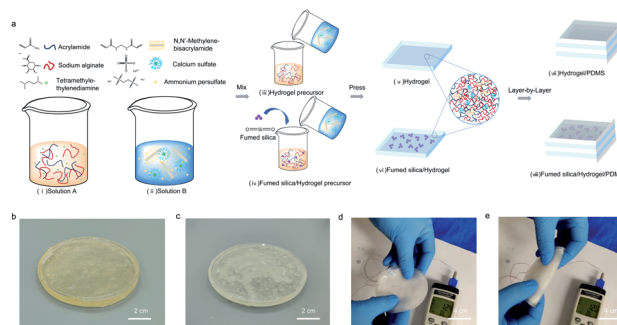 a
Acrylamide
N,N'-Methylene-
bisacrylamide
Sodium alginate
Calcium sulfate
Tetramethyle-
thylenediamine
Ammonium persulfate
(ⅰ)Solution A
(ⅱ)Solution B
Mix
(ⅲ)Hydrogel precursor
Fumed silica
(ⅳ)Fumed silica/Hydrogel precursor
Press
(ⅴ)Hydrogel
(ⅵ)Fumed silica/Hydrogel
Layer-by-Layer
(ⅶ)Hydrogel/PDMS
(ⅷ)Fumed silica/Hydrogel/PDM
b
2 cm
c
2 cm
d
4 cm
e
4 cm